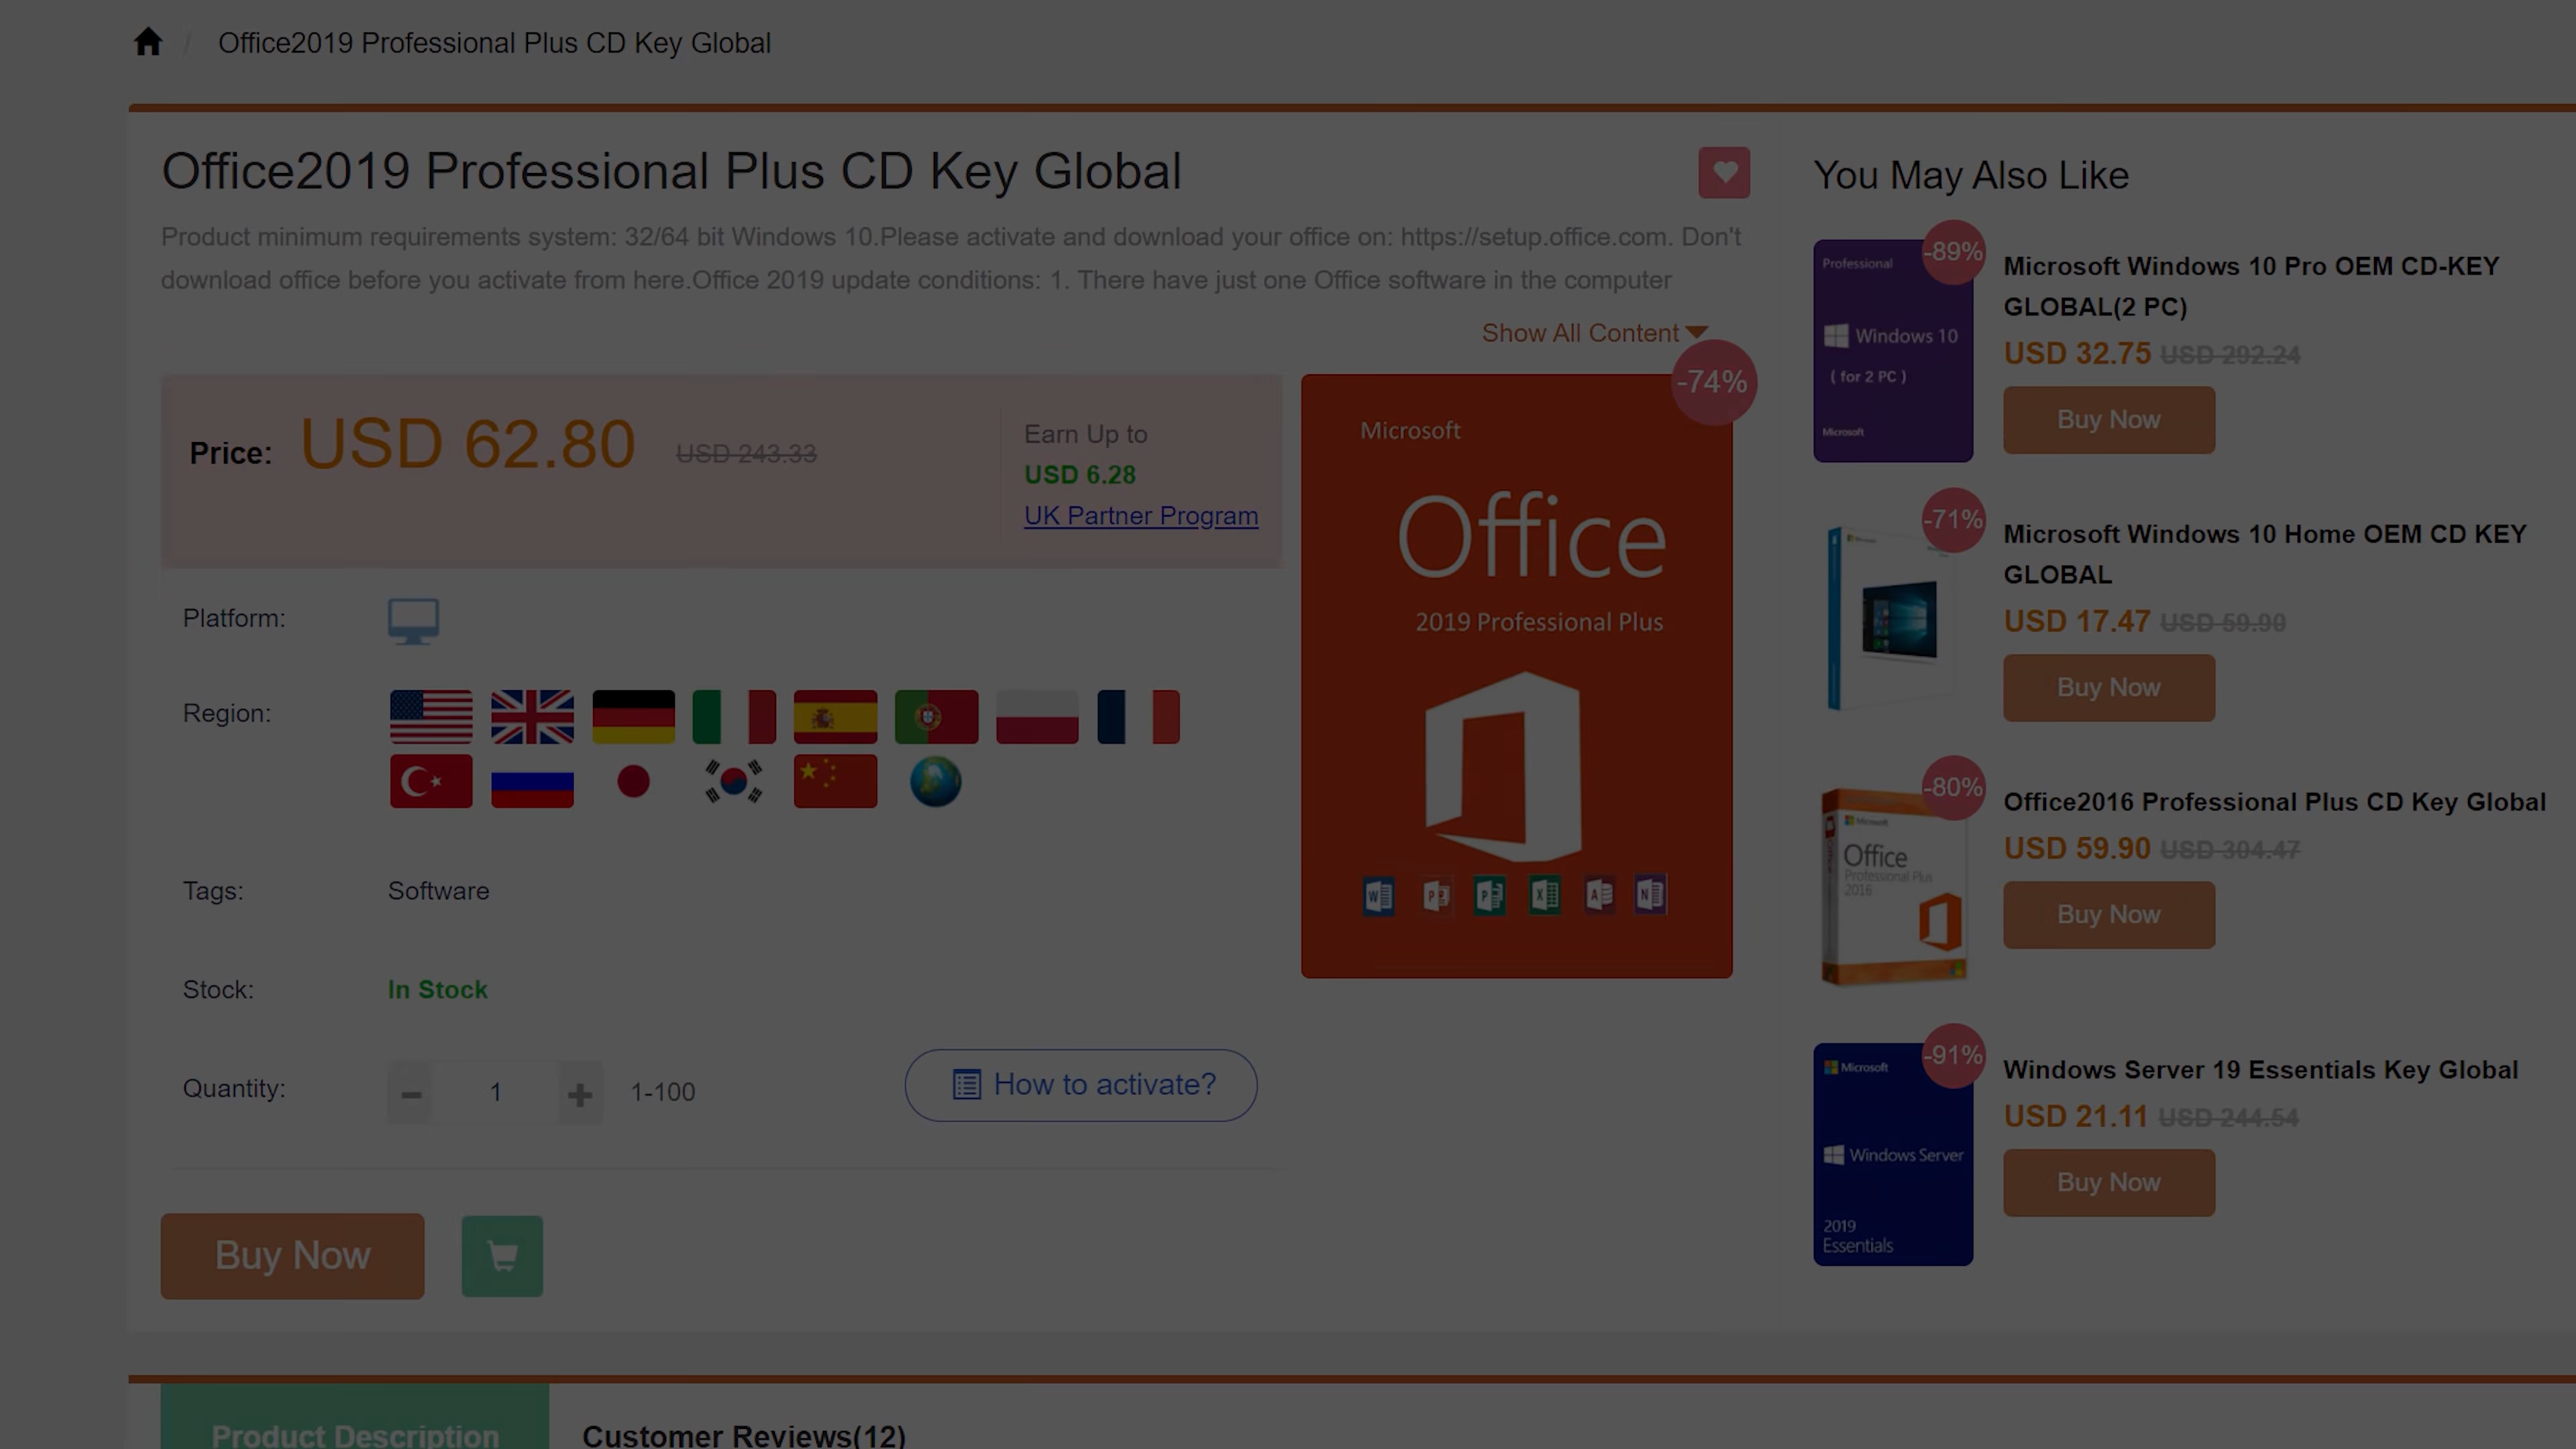 Office2019 Professional Plus CD Key Global
Office2019 Professional Plus CD Key Global
Product minimum requirements system: 32/64 bit Windows 10.Please activate and download your office on: https://setup.office.com. Don't
download office before you activate from here.Office 2019 update conditions: 1. There have just one Office software in the computer
Show All Content
Price: USD 62.80 USD 243.33
Earn Up to
USD 6.28
UK Partner Program
-74%
Microsoft
Office
2019 Professional Plus
Platform:
Region:
Tags: Software
Stock: In Stock
Quantity: 1 1-100
How to activate?
Buy Now
You May Also Like
-89%
Professional
Windows 10
( for 2 PC )
Microsoft
Microsoft Windows 10 Pro OEM CD-KEY
GLOBAL(2 PC)
USD 32.75 USD 292.24
Buy Now
-71%
Microsoft Windows 10 Home OEM CD KEY
GLOBAL
USD 17.47 USD 59.90
Buy Now
-80%
Microsoft
Office
Professional Plus
2016
Office2016 Professional Plus CD Key Global
USD 59.90 USD 304.47
Buy Now
-91%
Microsoft
Windows Server
2019
Essentials
Windows Server 19 Essentials Key Global
USD 21.11 USD 244.54
Buy Now
Product Description
Customer Reviews(12)